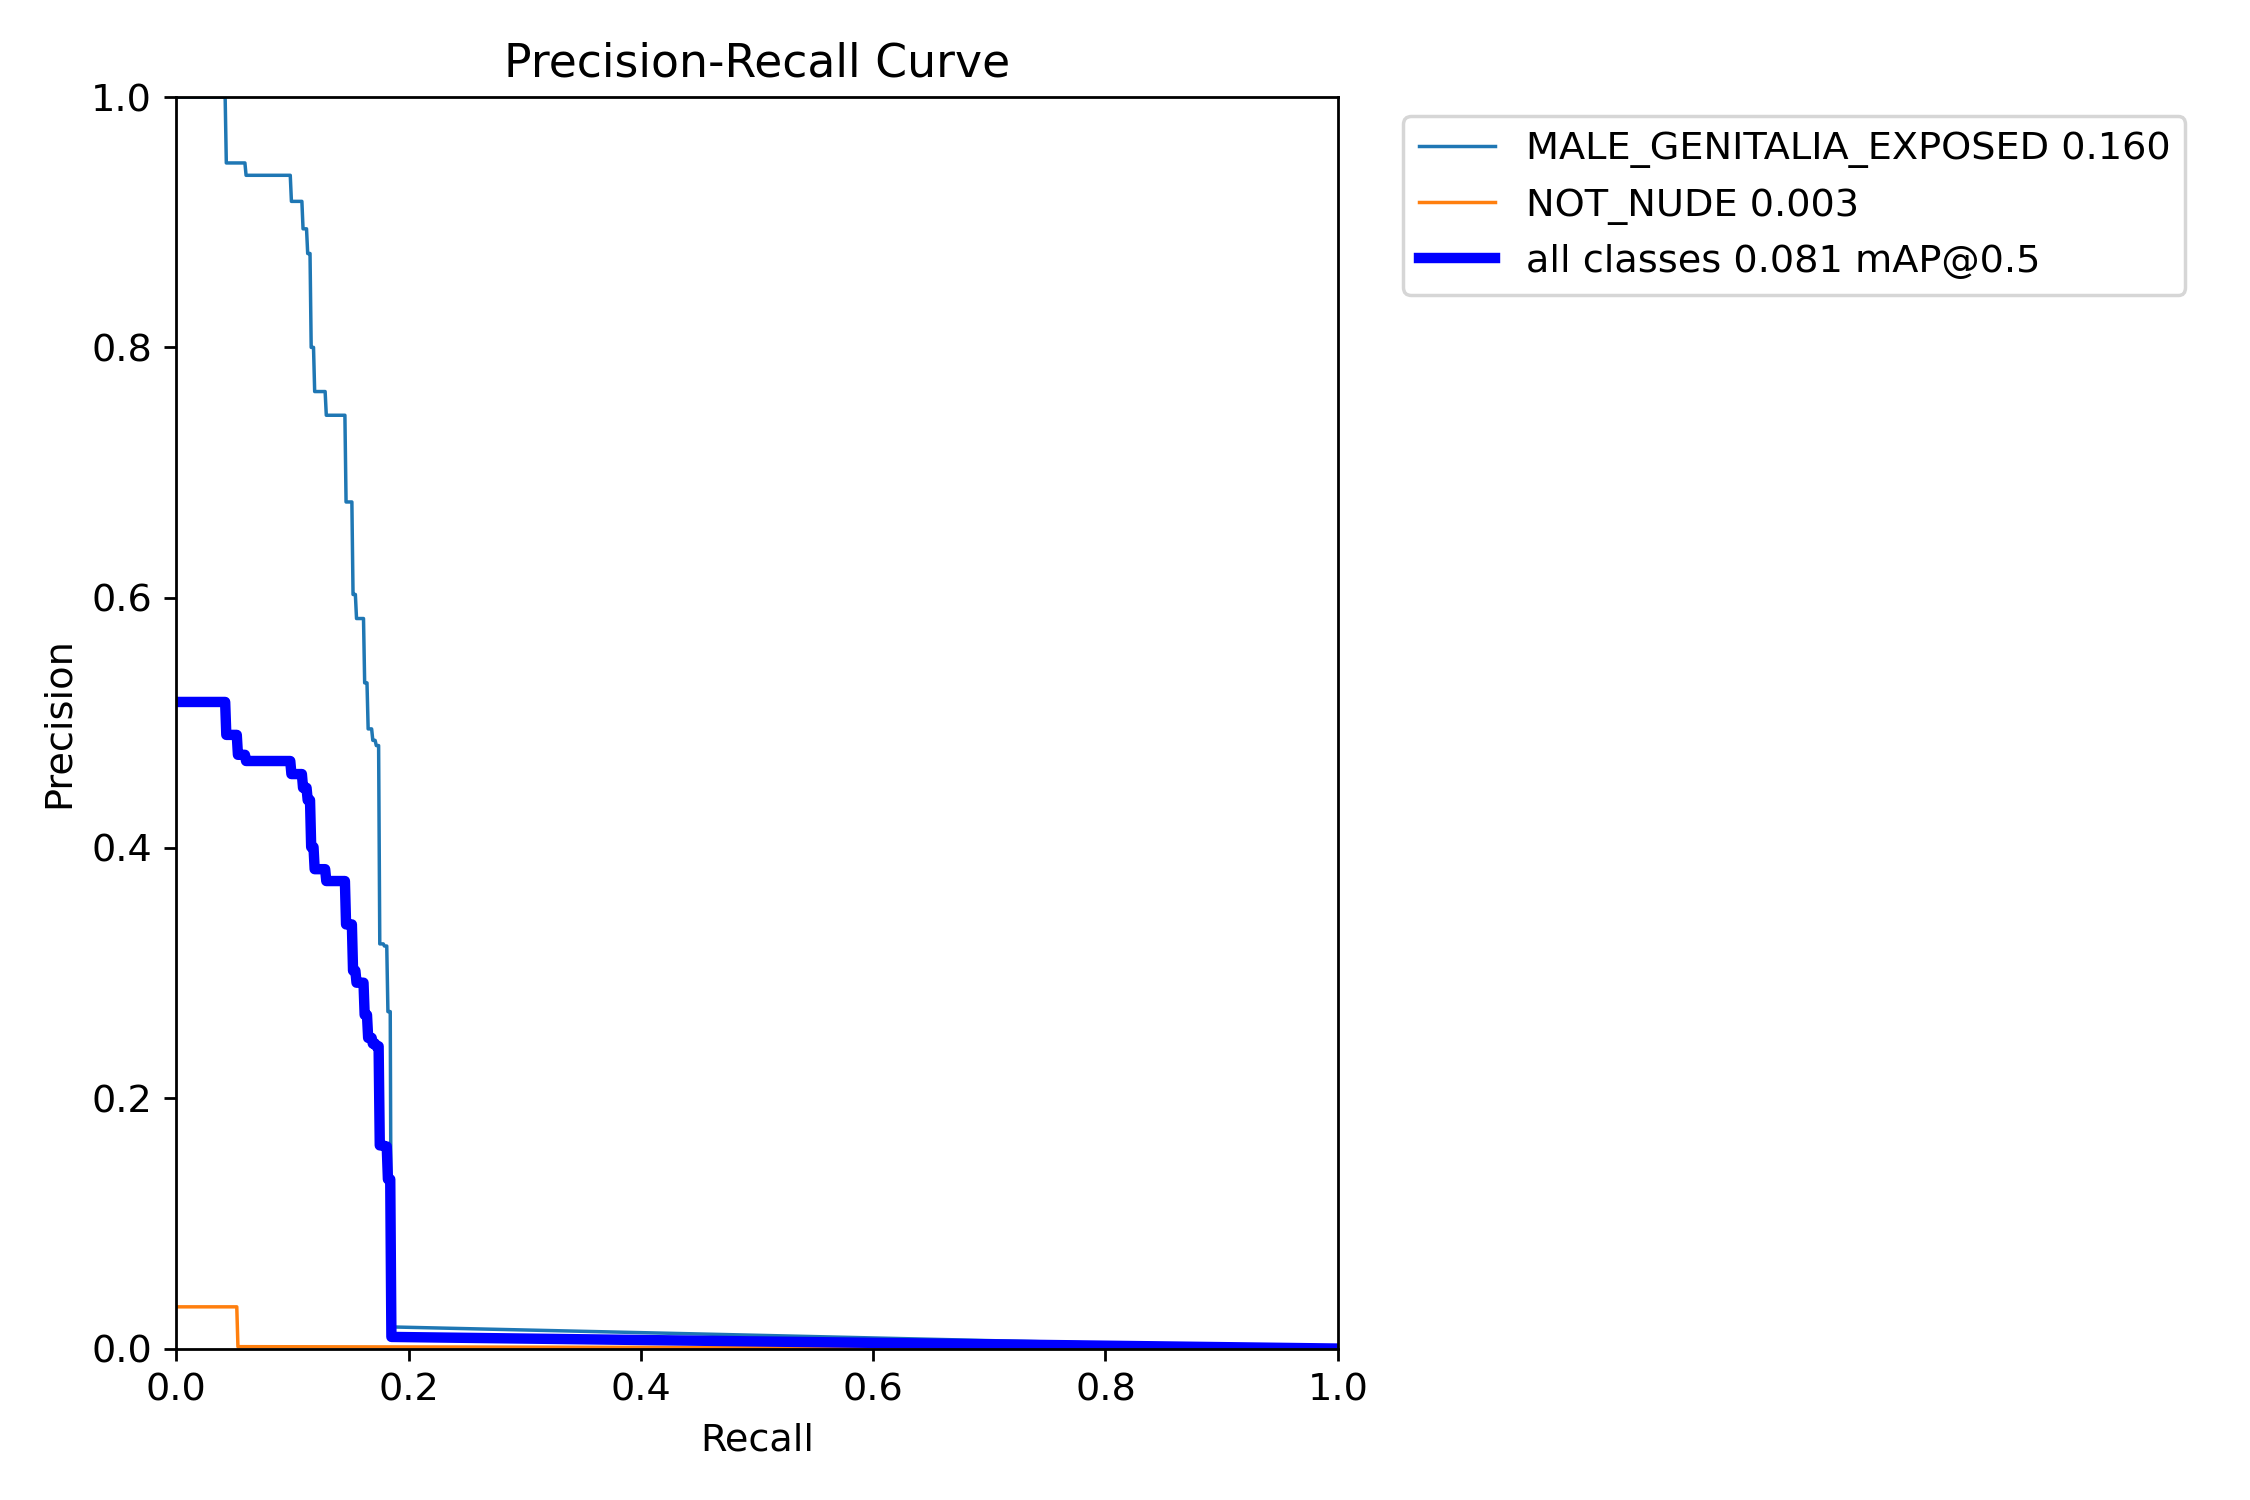 Precision-Recall Curve
1.0
0.8
0.6
0.4
0.2
0.0
Precision
0.0 0.2 0.4 0.6 0.8 1.0
Recall
MALE_GENITALIA_EXPOSED 0.160
NOT_NUDE 0.003
all classes 0.081 mAP@0.5